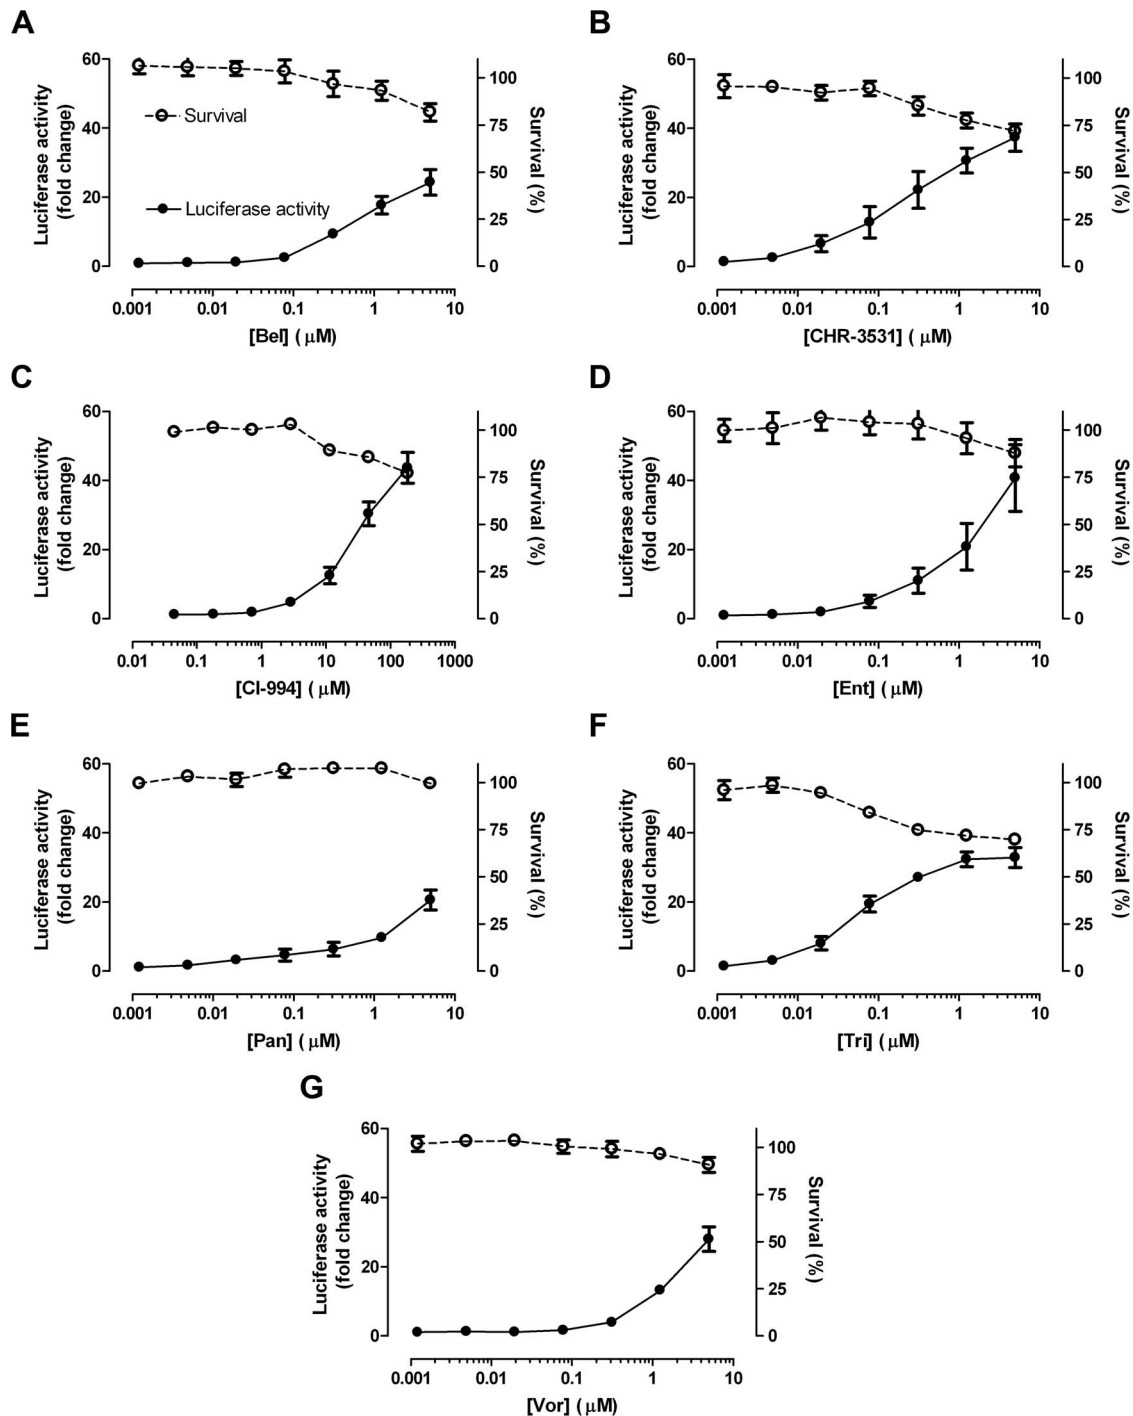 A
Luciferase activity
(fold change)
60
40
20
0
Survival
Luciferase activity
100
75
50
25
0
Survival (%)
0.001 0.01 0.1 1 10
[Bel] ( μM)
B
Luciferase activity
(fold change)
60
40
20
0
100
75
50
25
0
Survival (%)
0.001 0.01 0.1 1 10
[CHR-3531] ( μM)
C
Luciferase activity
(fold change)
60
40
20
0
100
75
50
25
0
Survival (%)
0.01 0.1 1 10 100 1000
[CI-994] ( μM)
D
Luciferase activity
(fold change)
60
40
20
0
100
75
50
25
0
Survival (%)
0.001 0.01 0.1 1 10
[Ent] ( μM)
E
Luciferase activity
(fold change)
60
40
20
0
100
75
50
25
0
Survival (%)
0.001 0.01 0.1 1 10
[Pan] ( μM)
F
Luciferase activity
(fold change)
60
40
20
0
100
75
50
25
0
Survival (%)
0.001 0.01 0.1 1 10
[Tri] ( μM)
G
Luciferase activity
(fold change)
60
40
20
0
100
75
50
25
0
Survival (%)
0.001 0.01 0.1 1 10
[Vor] ( μM)